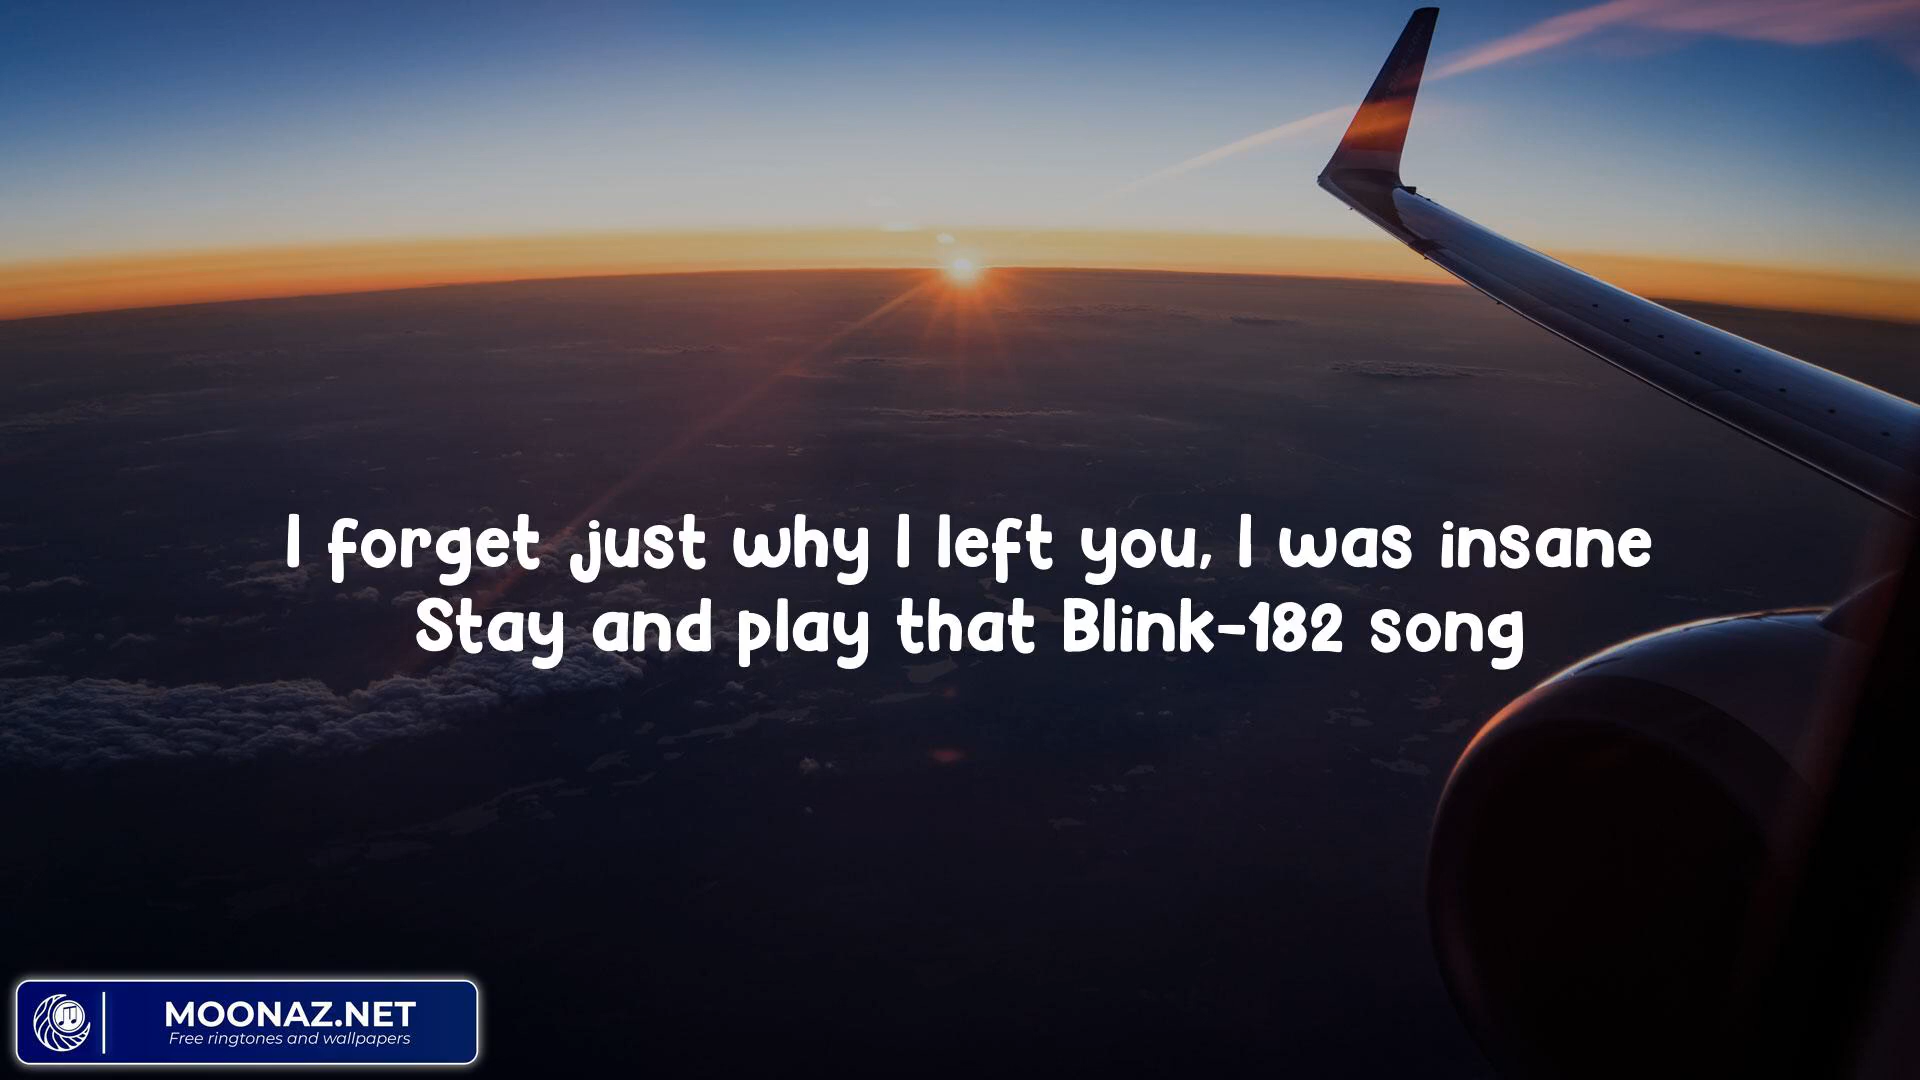 I forget just why I left you, I was insane
Stay and play that Blink-182 song
MOONAZ.NET
Free ringtones and wallpapers